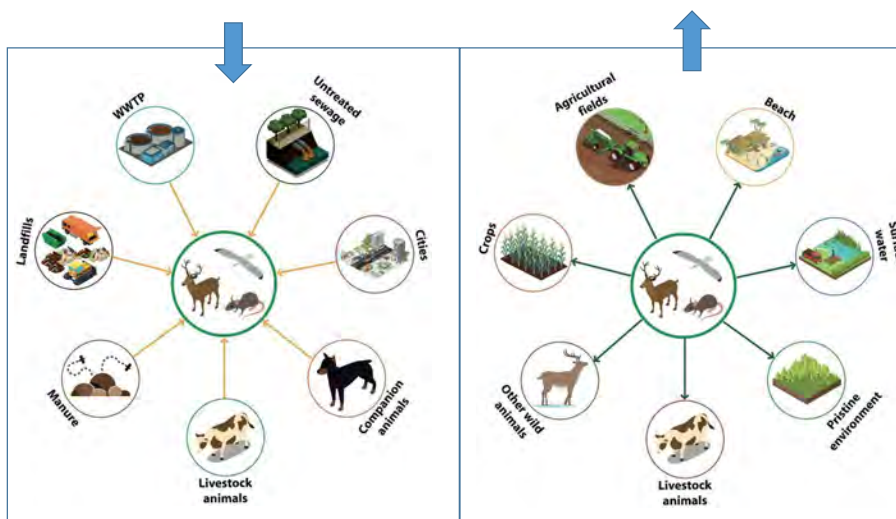 WWTP
Untreated
sewage
Landfills
Cities
Manure
Companion
animals
Livestock
animals
Agricultural
fields
Beach
Crops
water
Other wild
animals
Pristine
environment
Livestock
animals